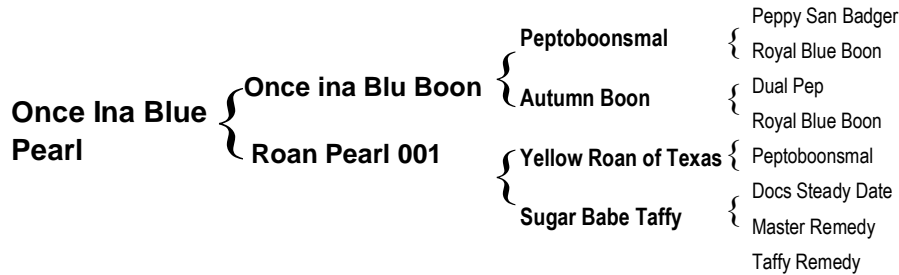 Once Ina Blue
Pearl
Once ina Blu Boon
Roan Pearl 001
Peptoboonsmal
Autumn Boon
Yellow Roan of Texas
Sugar Babe Taffy
Peppy San Badger
Royal Blue Boon
Dual Pep
Royal Blue Boon
Peptoboonsmal
Docs Steady Date
Master Remedy
Taffy Remedy